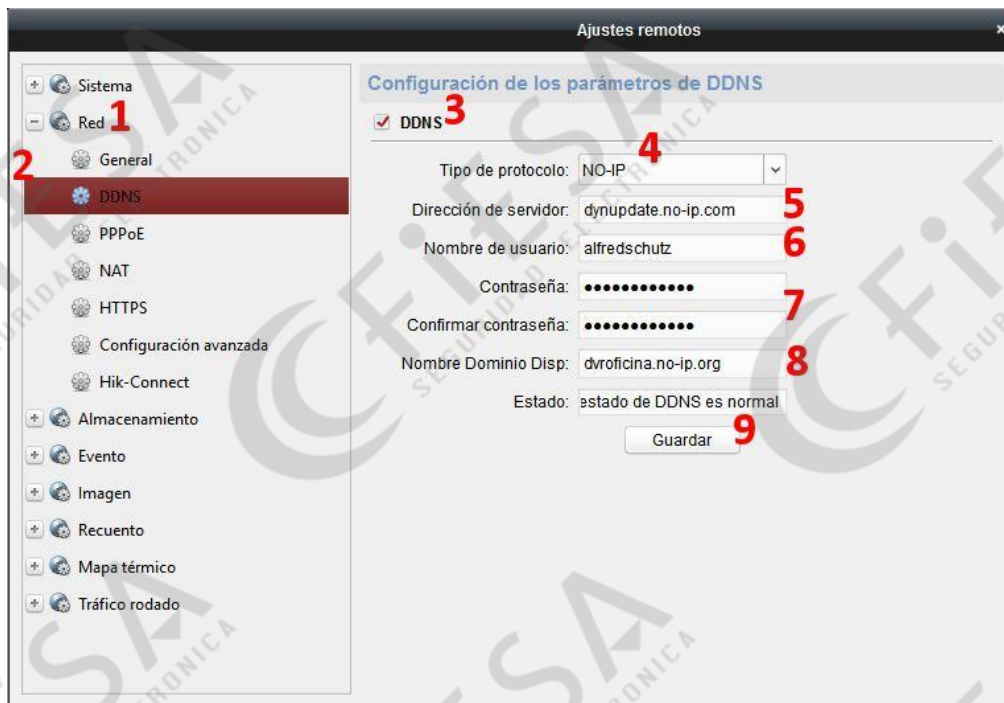 Ajustes remotos
×
Sistema
Red 1
2 General
DDNS
PPPoE
NAT
HTTPS
Configuración avanzada
Hik-Connect
Almacenamiento
Evento
Imagen
Recuento
Mapa térmico
Tráfico rodado
Configuración de los parámetros de DDNS
DDNS 3
4
Tipo de protocolo: NO-IP
Dirección de servidor: dynupdate.no-ip.com 5
Nombre de usuario: alfredschutz 6
Contraseña: ●●●●●●●●●●●●
7
Confirmar contraseña: ●●●●●●●●●●●●
Nombre Dominio Disp: dvroficina.no-ip.org 8
Estado: estado de DDNS es normal
Guardar 9
CFIESA
SEGURIDAD ELECTRONICA